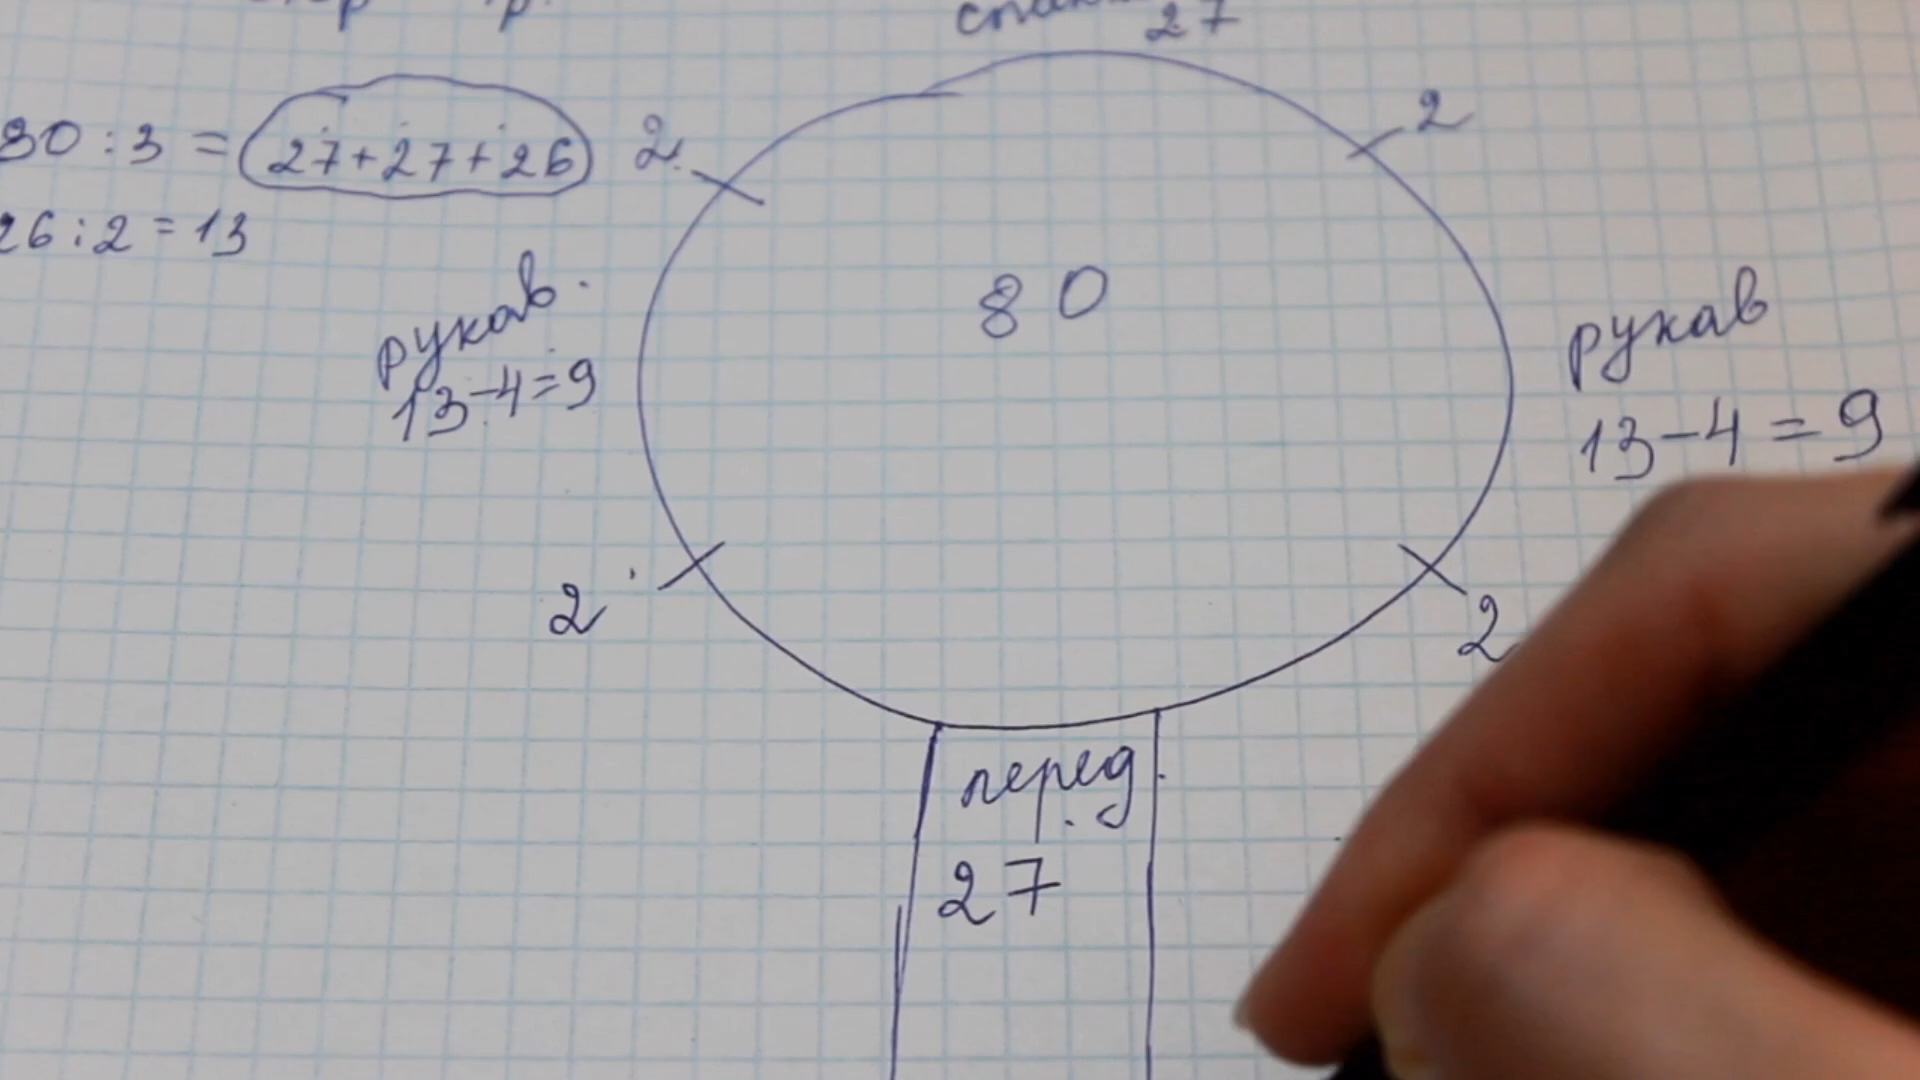 27
80:3 = 27+27+26
26:2=13
2
2
80
рукав.
13-4=9
рукав
13-4=9
2
2
перед.
27